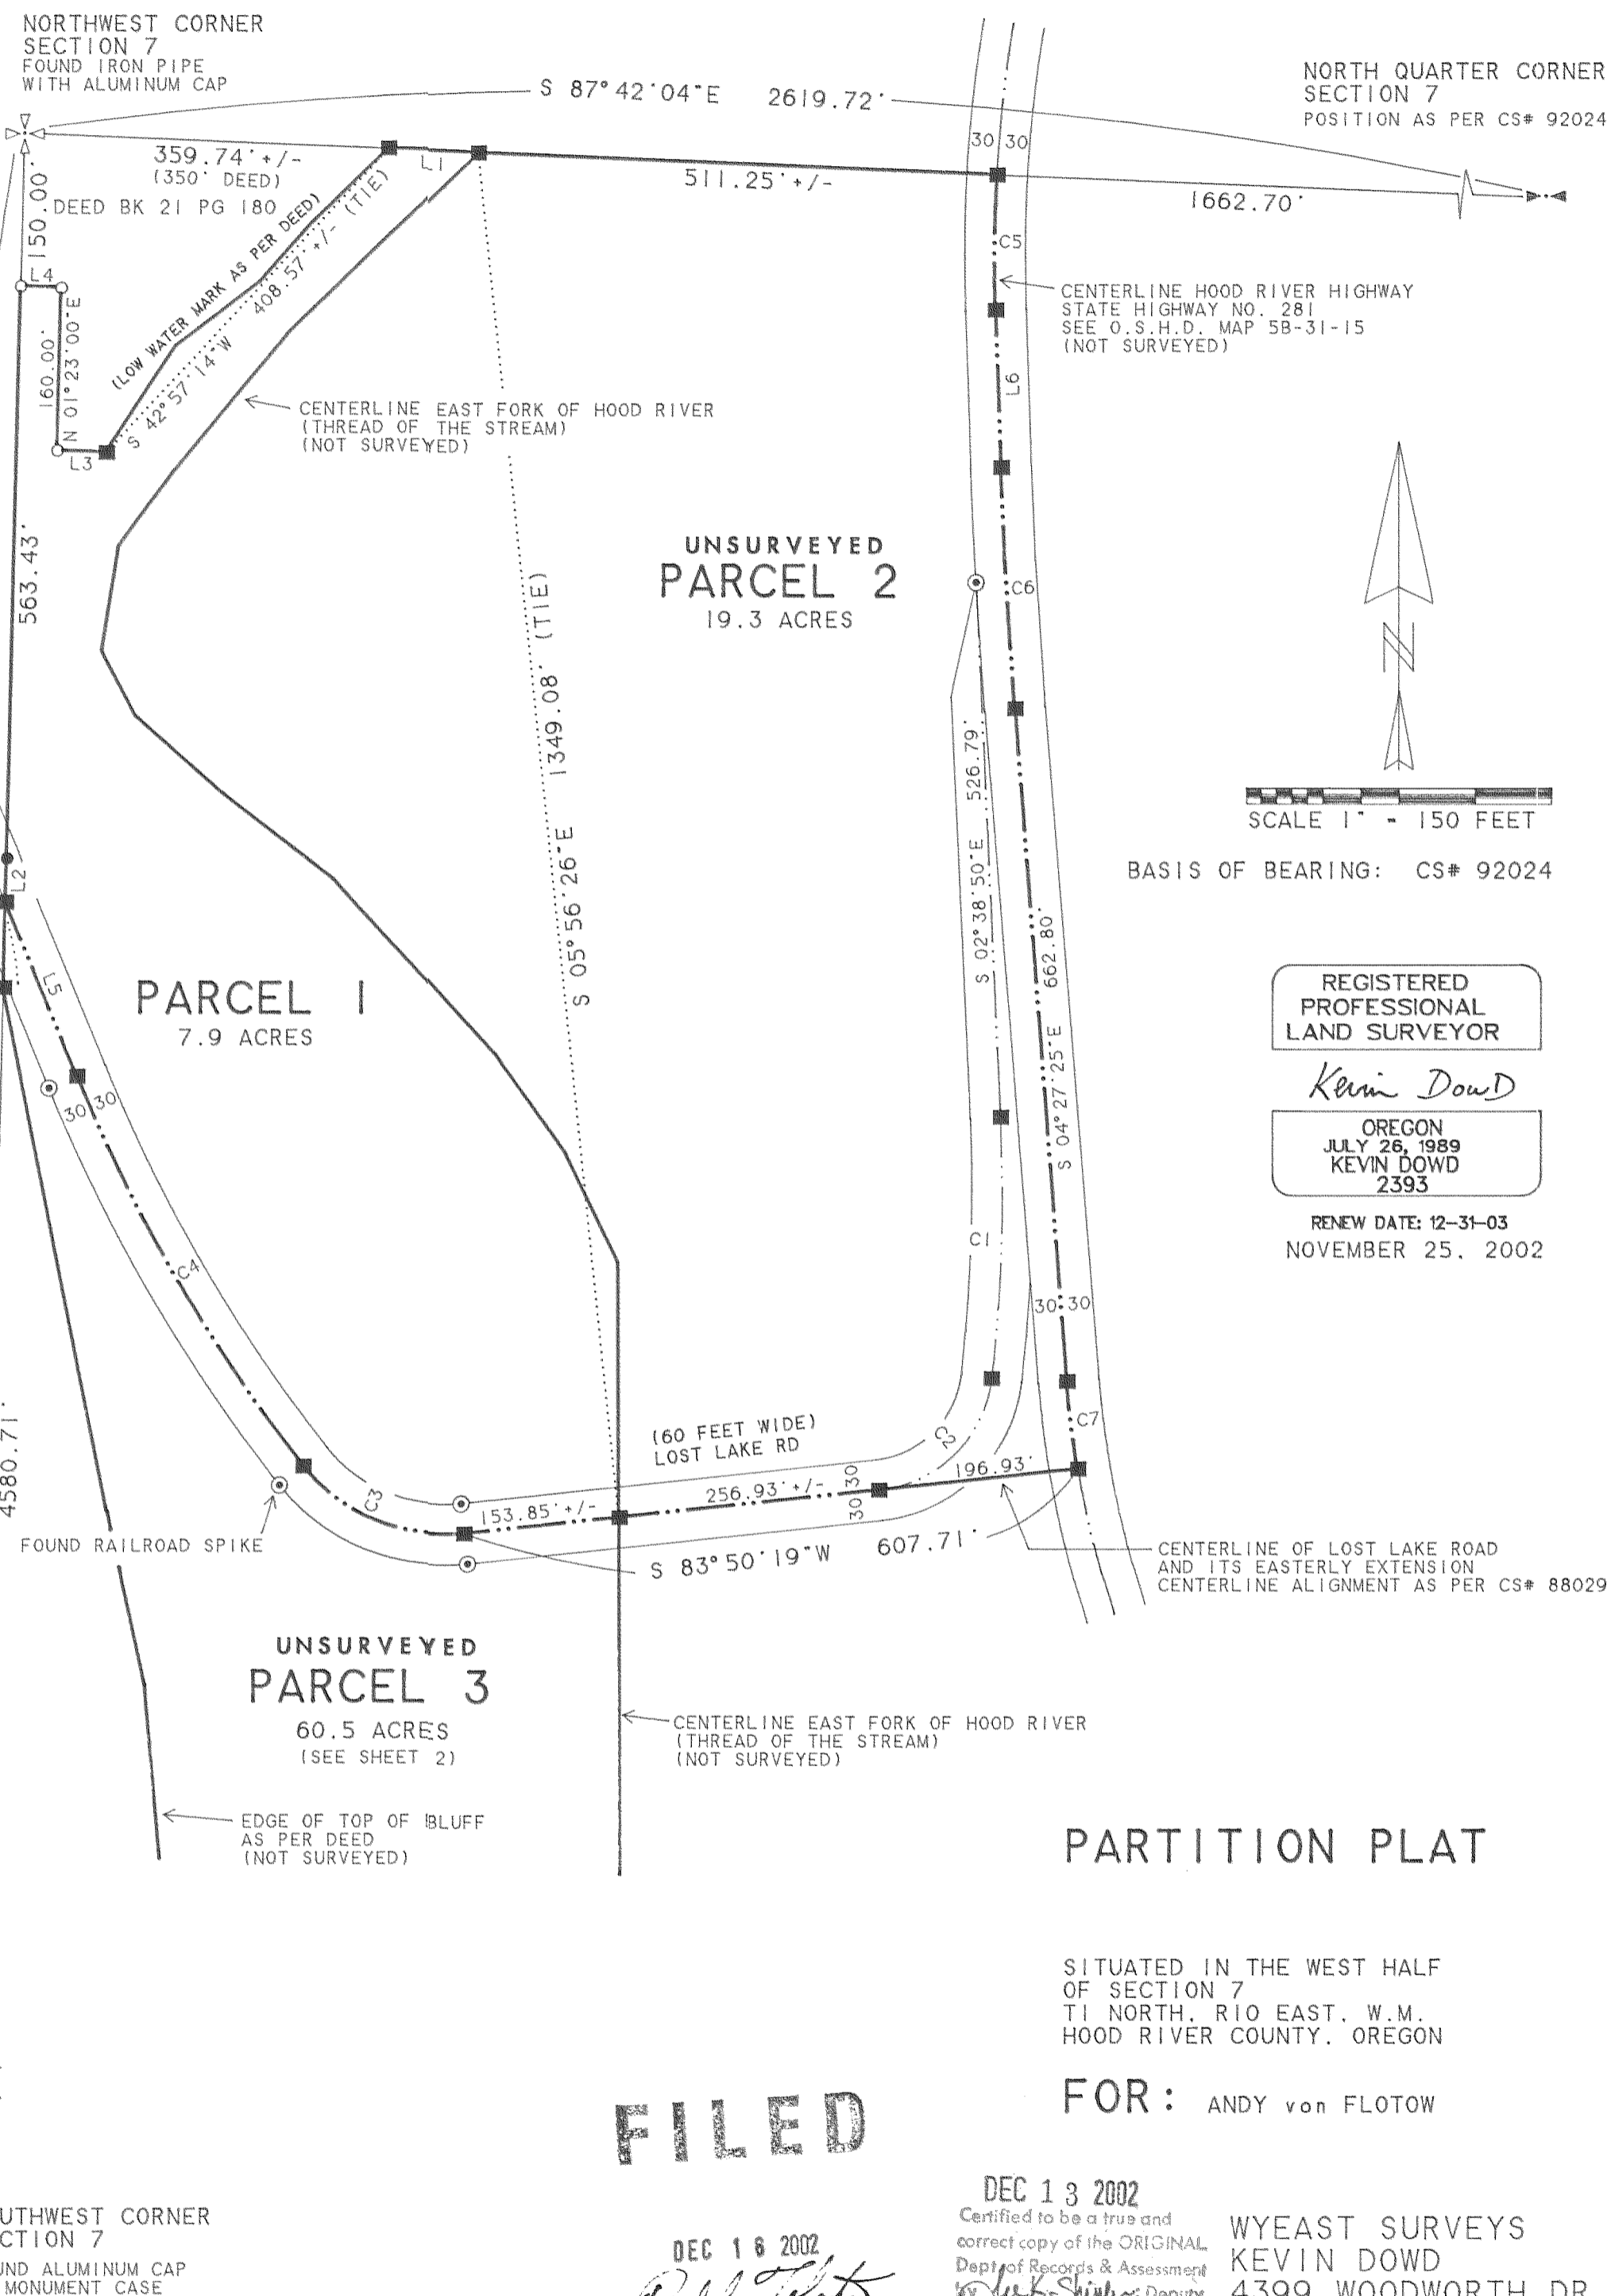 NORTHWEST CORNER
SECTION 7
FOUND IRON PIPE
WITH ALUMINUM CAP
S 87°42'04"E 2619.72'
NORTH QUARTER CORNER
SECTION 7
POSITION AS PER CS# 92024
30 30
359.74'+/-
(350' DEED)
L1
511.25'+/-
1662.70'
150.00'
DEED BK 21 PG 180
(LOW WATER MARK AS PER DEED)
S 42°57'14"W 408.57'+/- (TIE)
L4
160.00'
N 01°23'00"E
L3
C5
CENTERLINE HOOD RIVER HIGHWAY
STATE HIGHWAY NO. 281
SEE O.S.H.D. MAP 5B-31-15
(NOT SURVEYED)
L6
CENTERLINE EAST FORK OF HOOD RIVER
(THREAD OF THE STREAM)
(NOT SURVEYED)
563.43'
UNSURVEYED
PARCEL 2
19.3 ACRES
C6
N
S 05°56'26"E 1349.08' (TIE)
S 02°38'50"E 526.79'
S 04°27'25"E 662.80'
SCALE 1" = 150 FEET
BASIS OF BEARING: CS# 92024
L2
L5
PARCEL 1
7.9 ACRES
30 30
REGISTERED
PROFESSIONAL
LAND SURVEYOR
Kevin Dowd
OREGON
JULY 26, 1989
KEVIN DOWD
2393
RENEW DATE: 12-31-03
NOVEMBER 25, 2002
C1
C4
30 30
4580.71'
C7
(60 FEET WIDE)
LOST LAKE RD
C2
C3
153.85'+/-
256.93'+/-
30 30
196.93'
FOUND RAILROAD SPIKE
S 83°50'19"W 607.71'
CENTERLINE OF LOST LAKE ROAD
AND ITS EASTERLY EXTENSION
CENTERLINE ALIGNMENT AS PER CS# 88029
UNSURVEYED
PARCEL 3
60.5 ACRES
(SEE SHEET 2)
CENTERLINE EAST FORK OF HOOD RIVER
(THREAD OF THE STREAM)
(NOT SURVEYED)
EDGE OF TOP OF BLUFF
AS PER DEED
(NOT SURVEYED)
PARTITION PLAT
SITUATED IN THE WEST HALF
OF SECTION 7
T1 NORTH, R10 EAST, W.M.
HOOD RIVER COUNTY, OREGON
FOR: ANDY von FLOTOW
FILED
DEC 13 2002
Certified to be a true and
correct copy of the ORIGINAL
Dept of Records & Assessment
Deputy
DEC 16 2002
UTHWEST CORNER
CTION 7
UND ALUMINUM CAP
MONUMENT CASE
WYEAST SURVEYS
KEVIN DOWD
4399 WOODWORTH DR